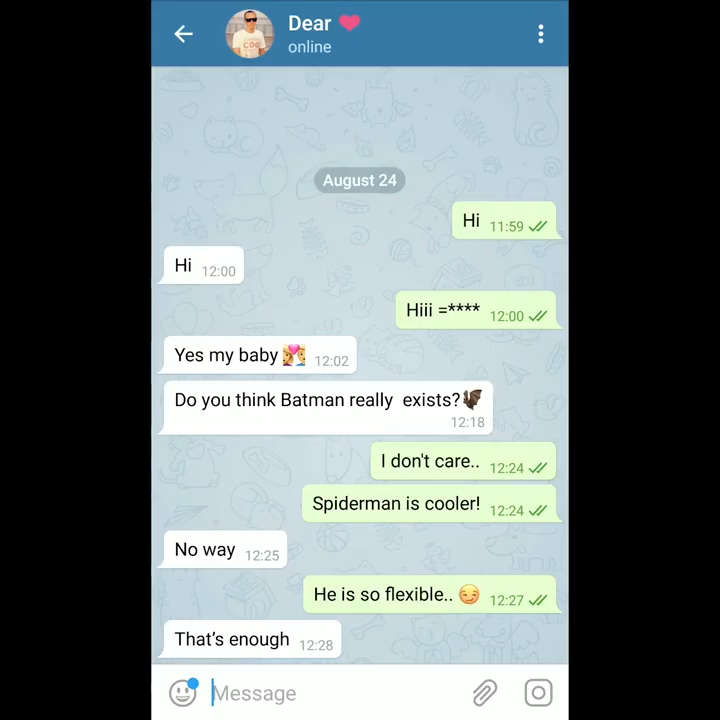 Dear ❤
online
August 24
Hi 11:59
Hi 12:00
Hiii =**** 12:00
Yes my baby 💏 12:02
Do you think Batman really exists?🦇
12:18
I don't care.. 12:24
Spiderman is cooler! 12:24
No way 12:25
He is so flexible.. 😏 12:27
That's enough 12:28
Message